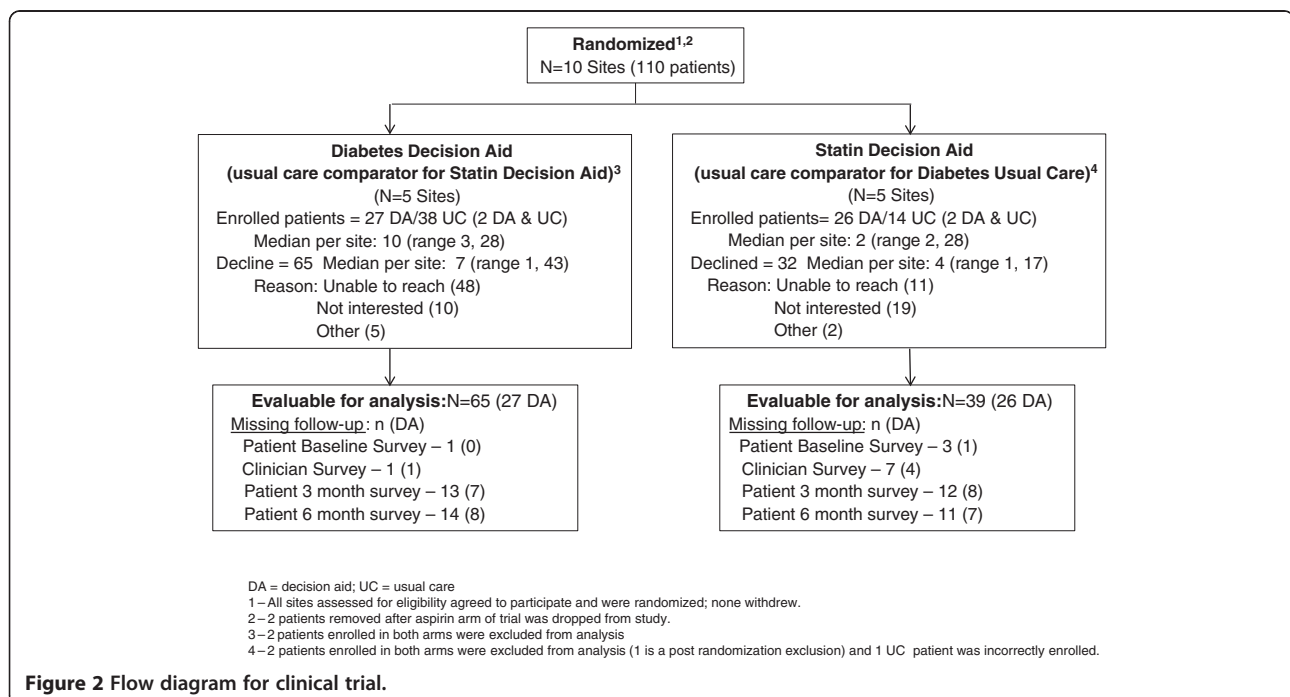 Randomized1,2
N=10 Sites (110 patients)
Diabetes Decision Aid
(usual care comparator for Statin Decision Aid)3
(N=5 Sites)
Enrolled patients = 27 DA/38 UC (2 DA & UC)
Median per site: 10 (range 3, 28)
Decline = 65 Median per site: 7 (range 1, 43)
Reason: Unable to reach (48)
Not interested (10)
Other (5)
Statin Decision Aid
(usual care comparator for Diabetes Usual Care)4
(N=5 Sites)
Enrolled patients= 26 DA/14 UC (2 DA & UC)
Median per site: 2 (range 2, 28)
Declined = 32 Median per site: 4 (range 1, 17)
Reason: Unable to reach (11)
Not interested (19)
Other (2)
Evaluable for analysis:N=65 (27 DA)
Missing follow-up: n (DA)
Patient Baseline Survey – 1 (0)
Clinician Survey – 1 (1)
Patient 3 month survey – 13 (7)
Patient 6 month survey – 14 (8)
Evaluable for analysis:N=39 (26 DA)
Missing follow-up: n (DA)
Patient Baseline Survey – 3 (1)
Clinician Survey – 7 (4)
Patient 3 month survey – 12 (8)
Patient 6 month survey – 11 (7)
DA = decision aid; UC = usual care
1–All sites assessed for eligibility agreed to participate and were randomized; none withdrew.
2–2 patients removed after aspirin arm of trial was dropped from study.
3–2 patients enrolled in both arms were excluded from analysis
4–2 patients enrolled in both arms were excluded from analysis (1 is a post randomization exclusion) and 1 UC patient was incorrectly enrolled.
Figure 2 Flow diagram for clinical trial.